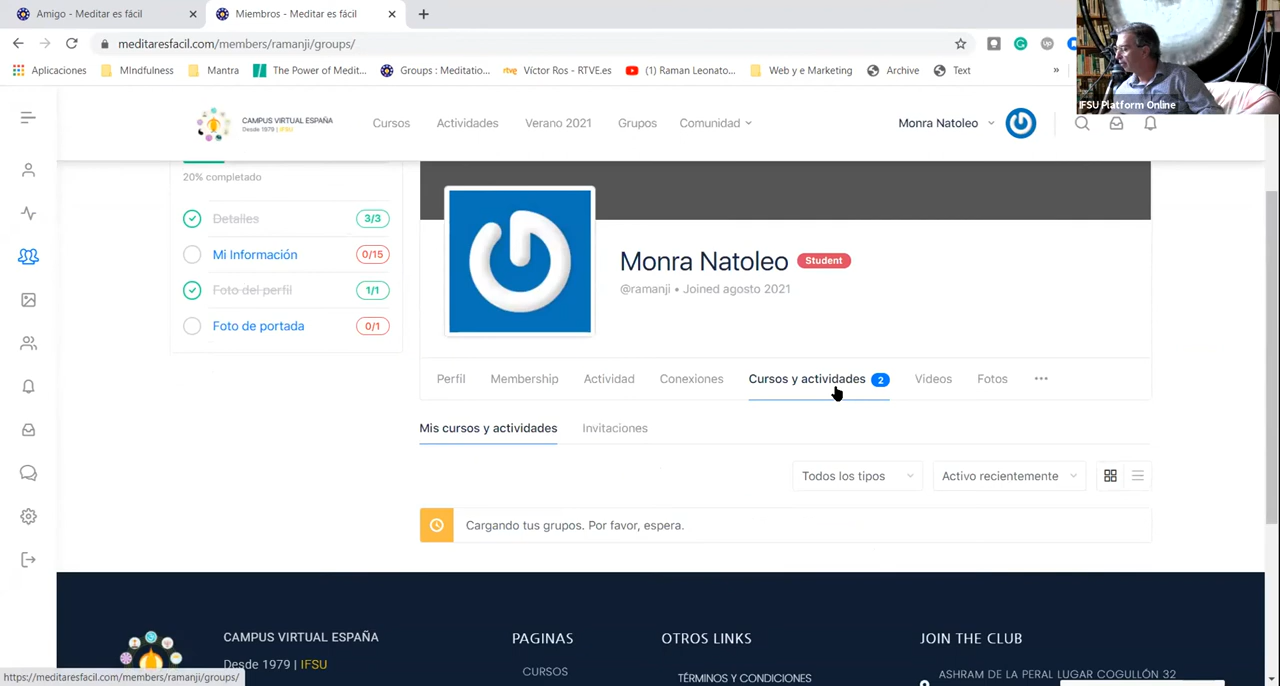 Amigo - Meditar es fácil
Miembros - Meditar es fácil
meditaresfacil.com/members/ramanji/groups/
Aplicaciones
MIndfulness
Mantra
The Power of Medit...
Groups : Meditatio...
Víctor Ros - RTVE.es
(1) Raman Leonato...
Web y e Marketing
Archive
Text
»
IFSU Platform Online
CAMPUS VIRTUAL ESPAÑA
Desde 1979 | IFSU
Cursos
Actividades
Verano 2021
Grupos
Comunidad
Monra Natoleo
20% completado
Detalles 3/3
Mi Información 0/15
Foto del perfil 1/1
Foto de portada 0/1
Monra Natoleo Student
@ramanji • Joined agosto 2021
Perfil
Membership
Actividad
Conexiones
Cursos y actividades 2
Videos
Fotos
Mis cursos y actividades
Invitaciones
Todos los tipos
Activo recientemente
Cargando tus grupos. Por favor, espera.
CAMPUS VIRTUAL ESPAÑA
Desde 1979 | IFSU
PAGINAS
CURSOS
OTROS LINKS
TÉRMINOS Y CONDICIONES
JOIN THE CLUB
ASHRAM DE LA PERAL LUGAR COGULLÓN 32
https://meditaresfacil.com/members/ramanji/groups/